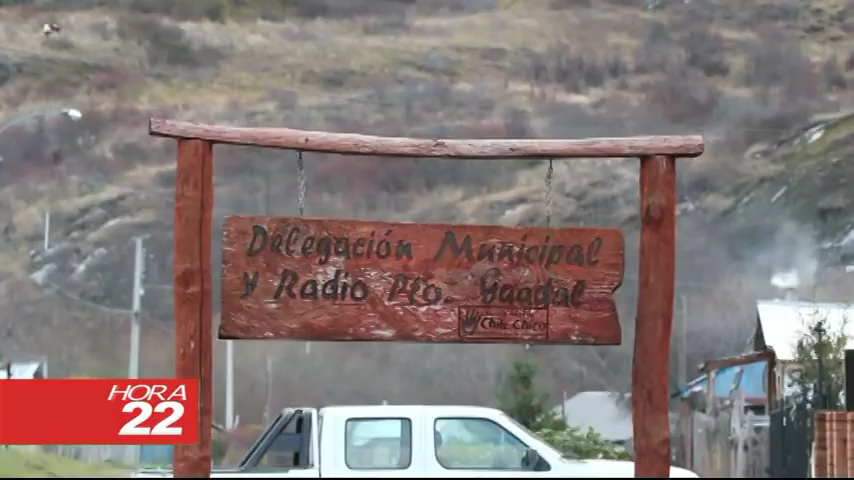 Delegación Municipal
y Radio Pto. Guadal
Chile Chico
HORA
22